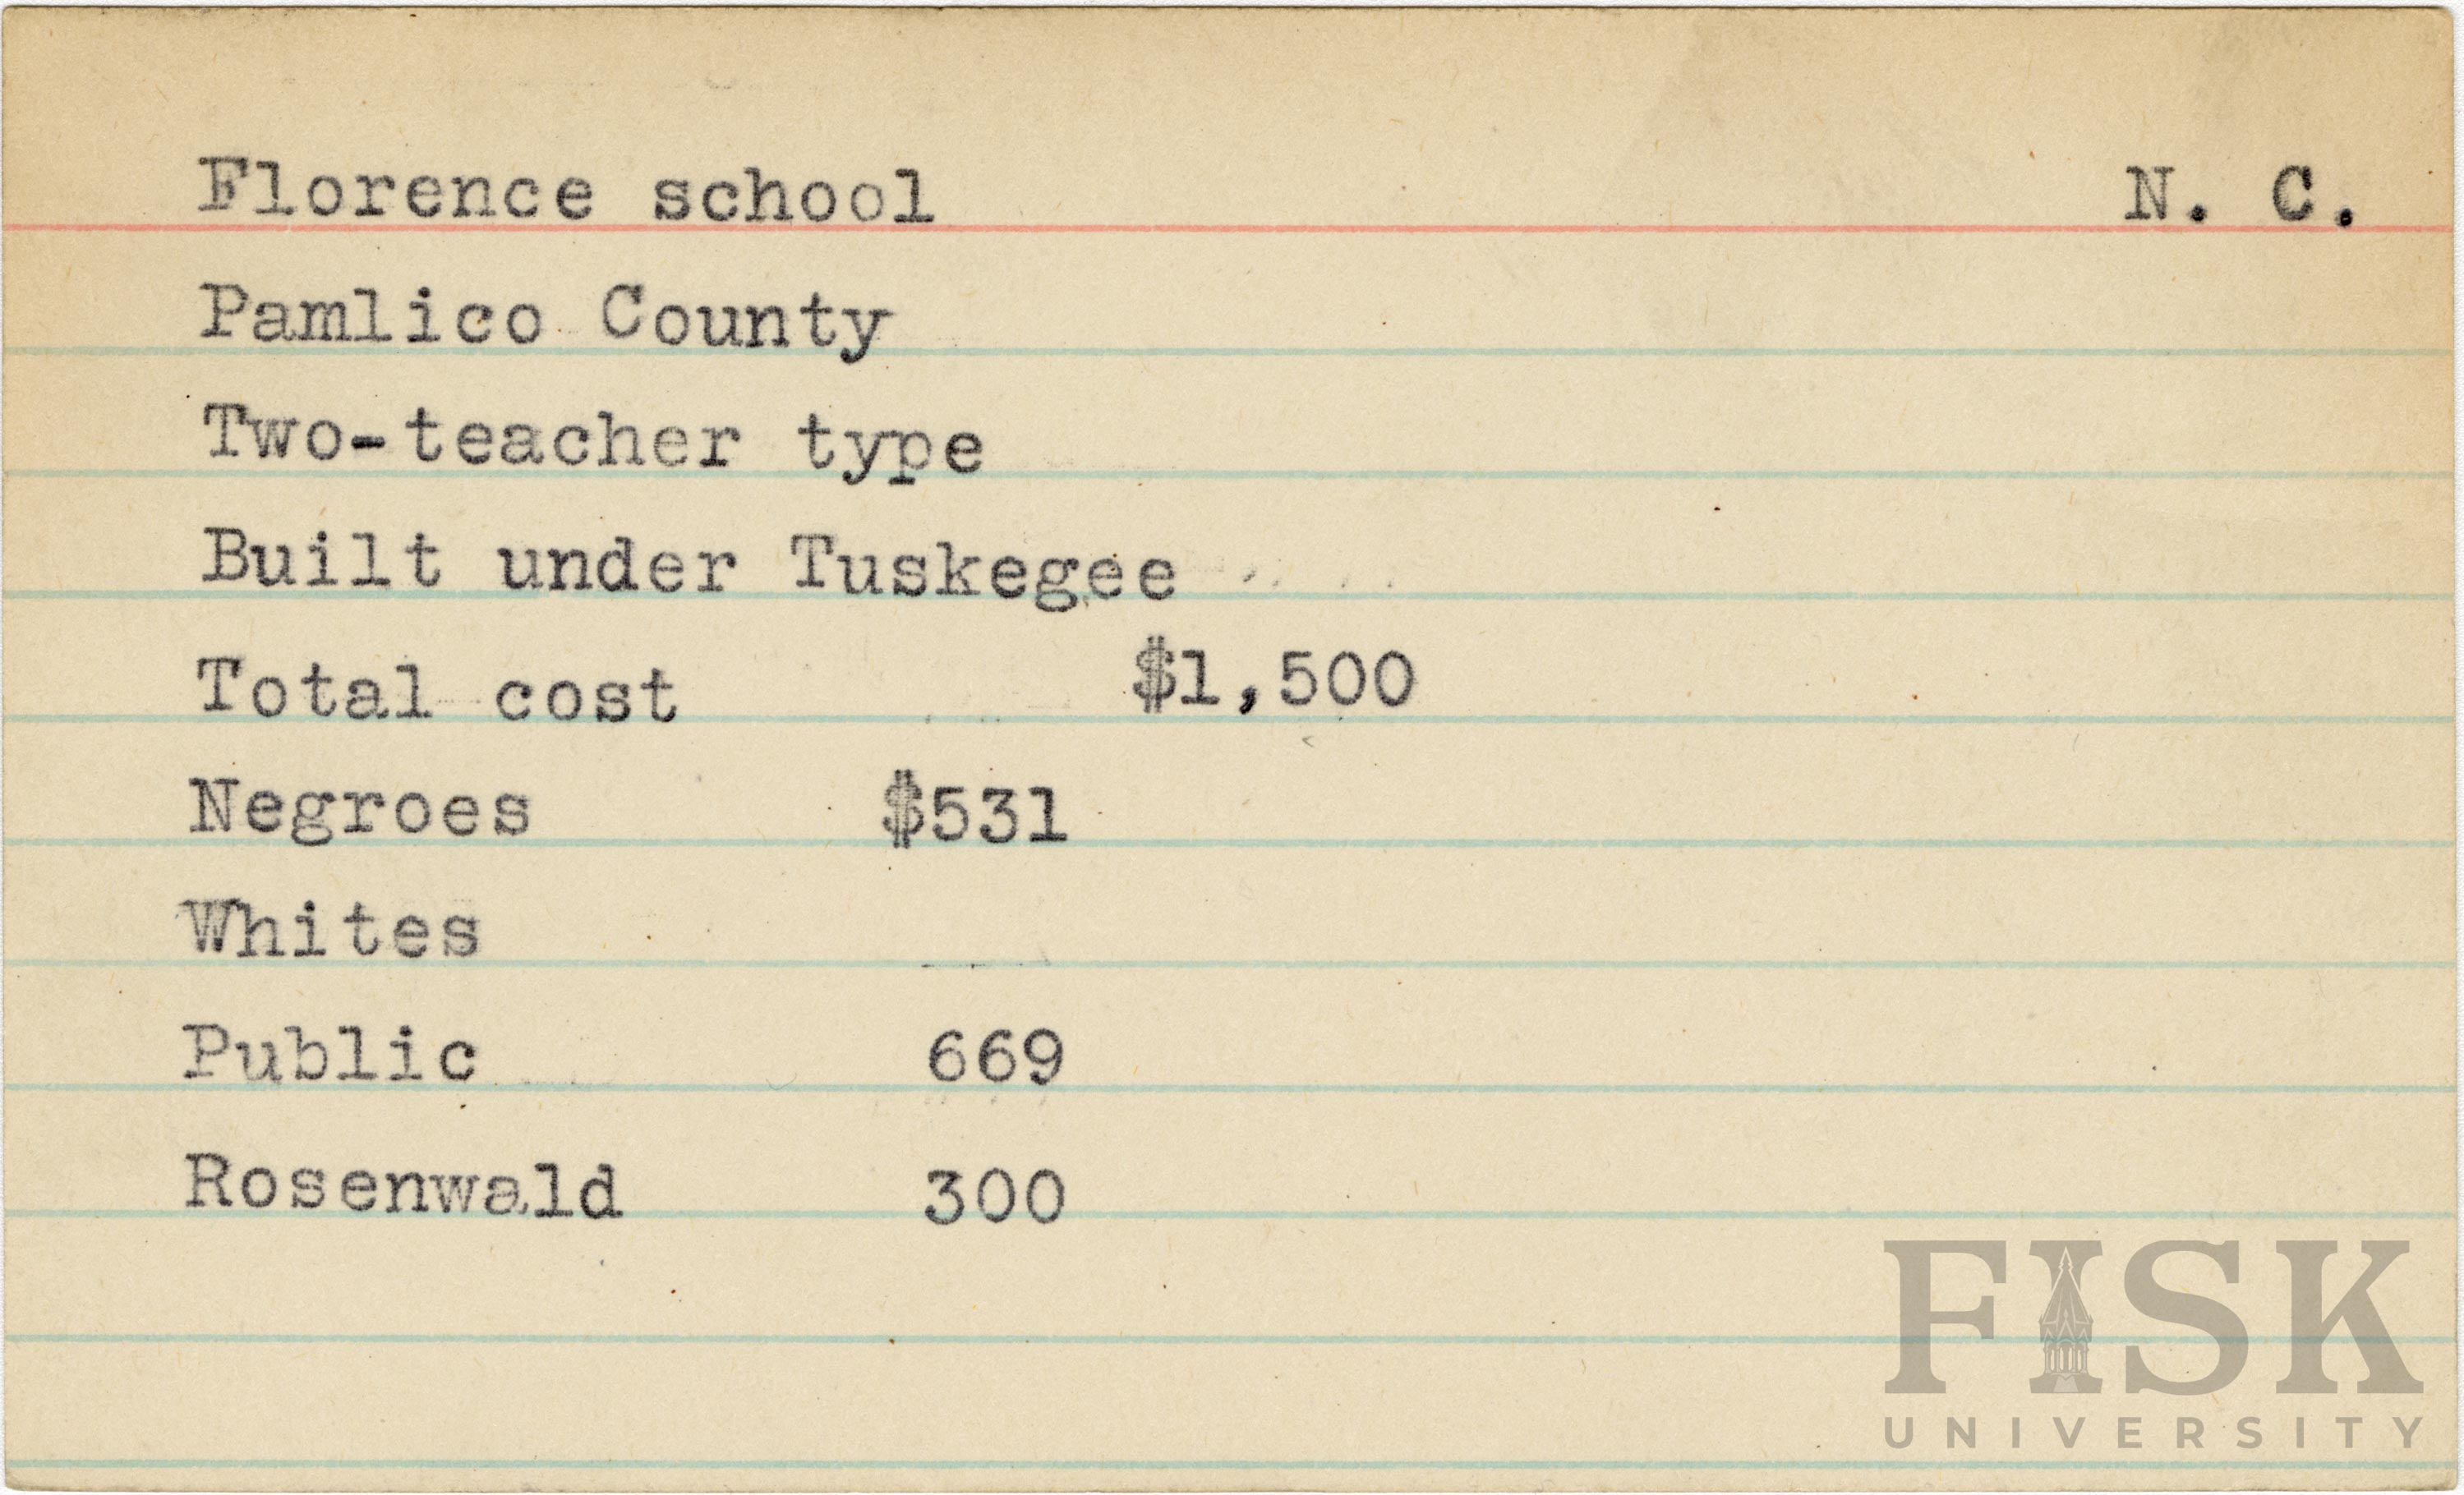 Florence school N. C.
Pamlico County
Two-teacher type
Built under Tuskegee
Total cost $1,500
Negroes $531
Whites
Public 669
Rosenwald 300
FISK
UNIVERSITY